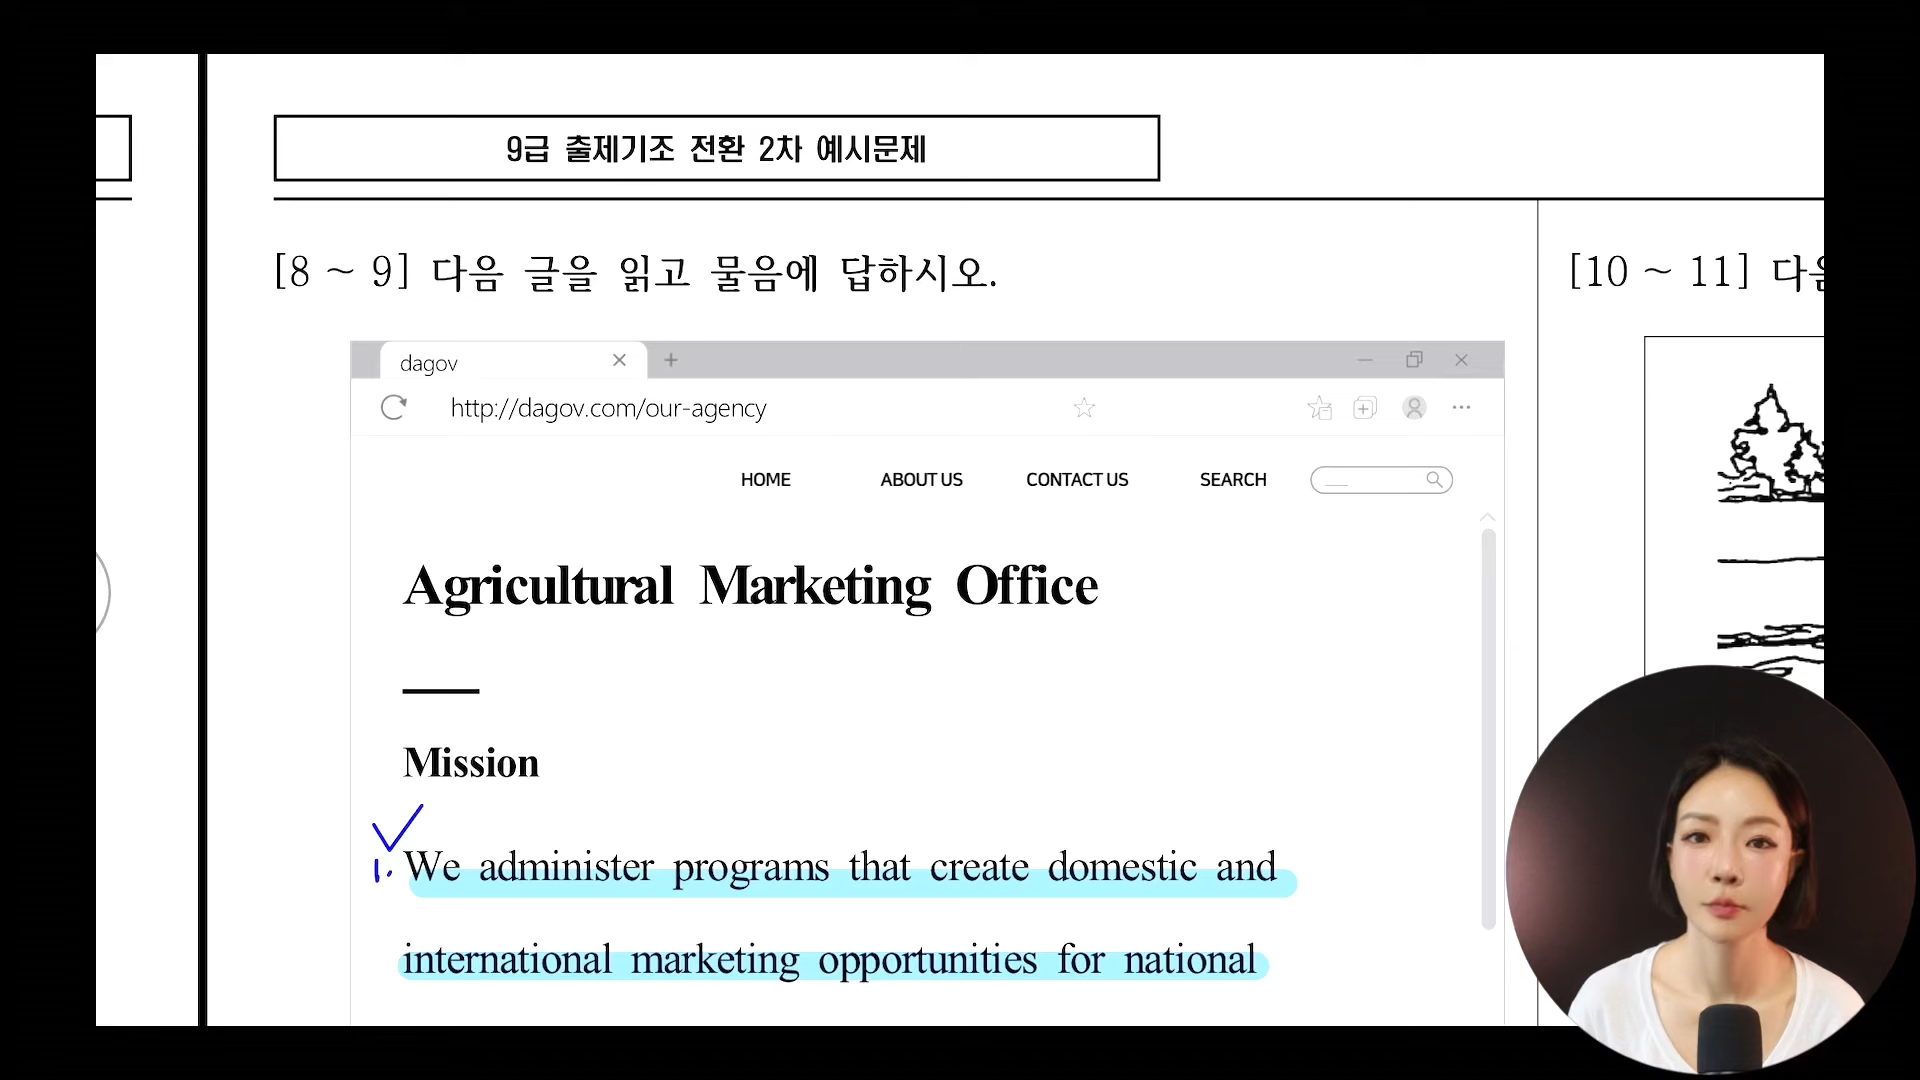 9급 출제기조 전환 2차 예시문제
[8 ~ 9] 다음 글을 읽고 물음에 답하시오.
dagov
http://dagov.com/our-agency
HOME ABOUT US CONTACT US SEARCH
Agricultural Marketing Office
Mission
1. We administer programs that create domestic and
international marketing opportunities for national
[10 ~ 11] 다음